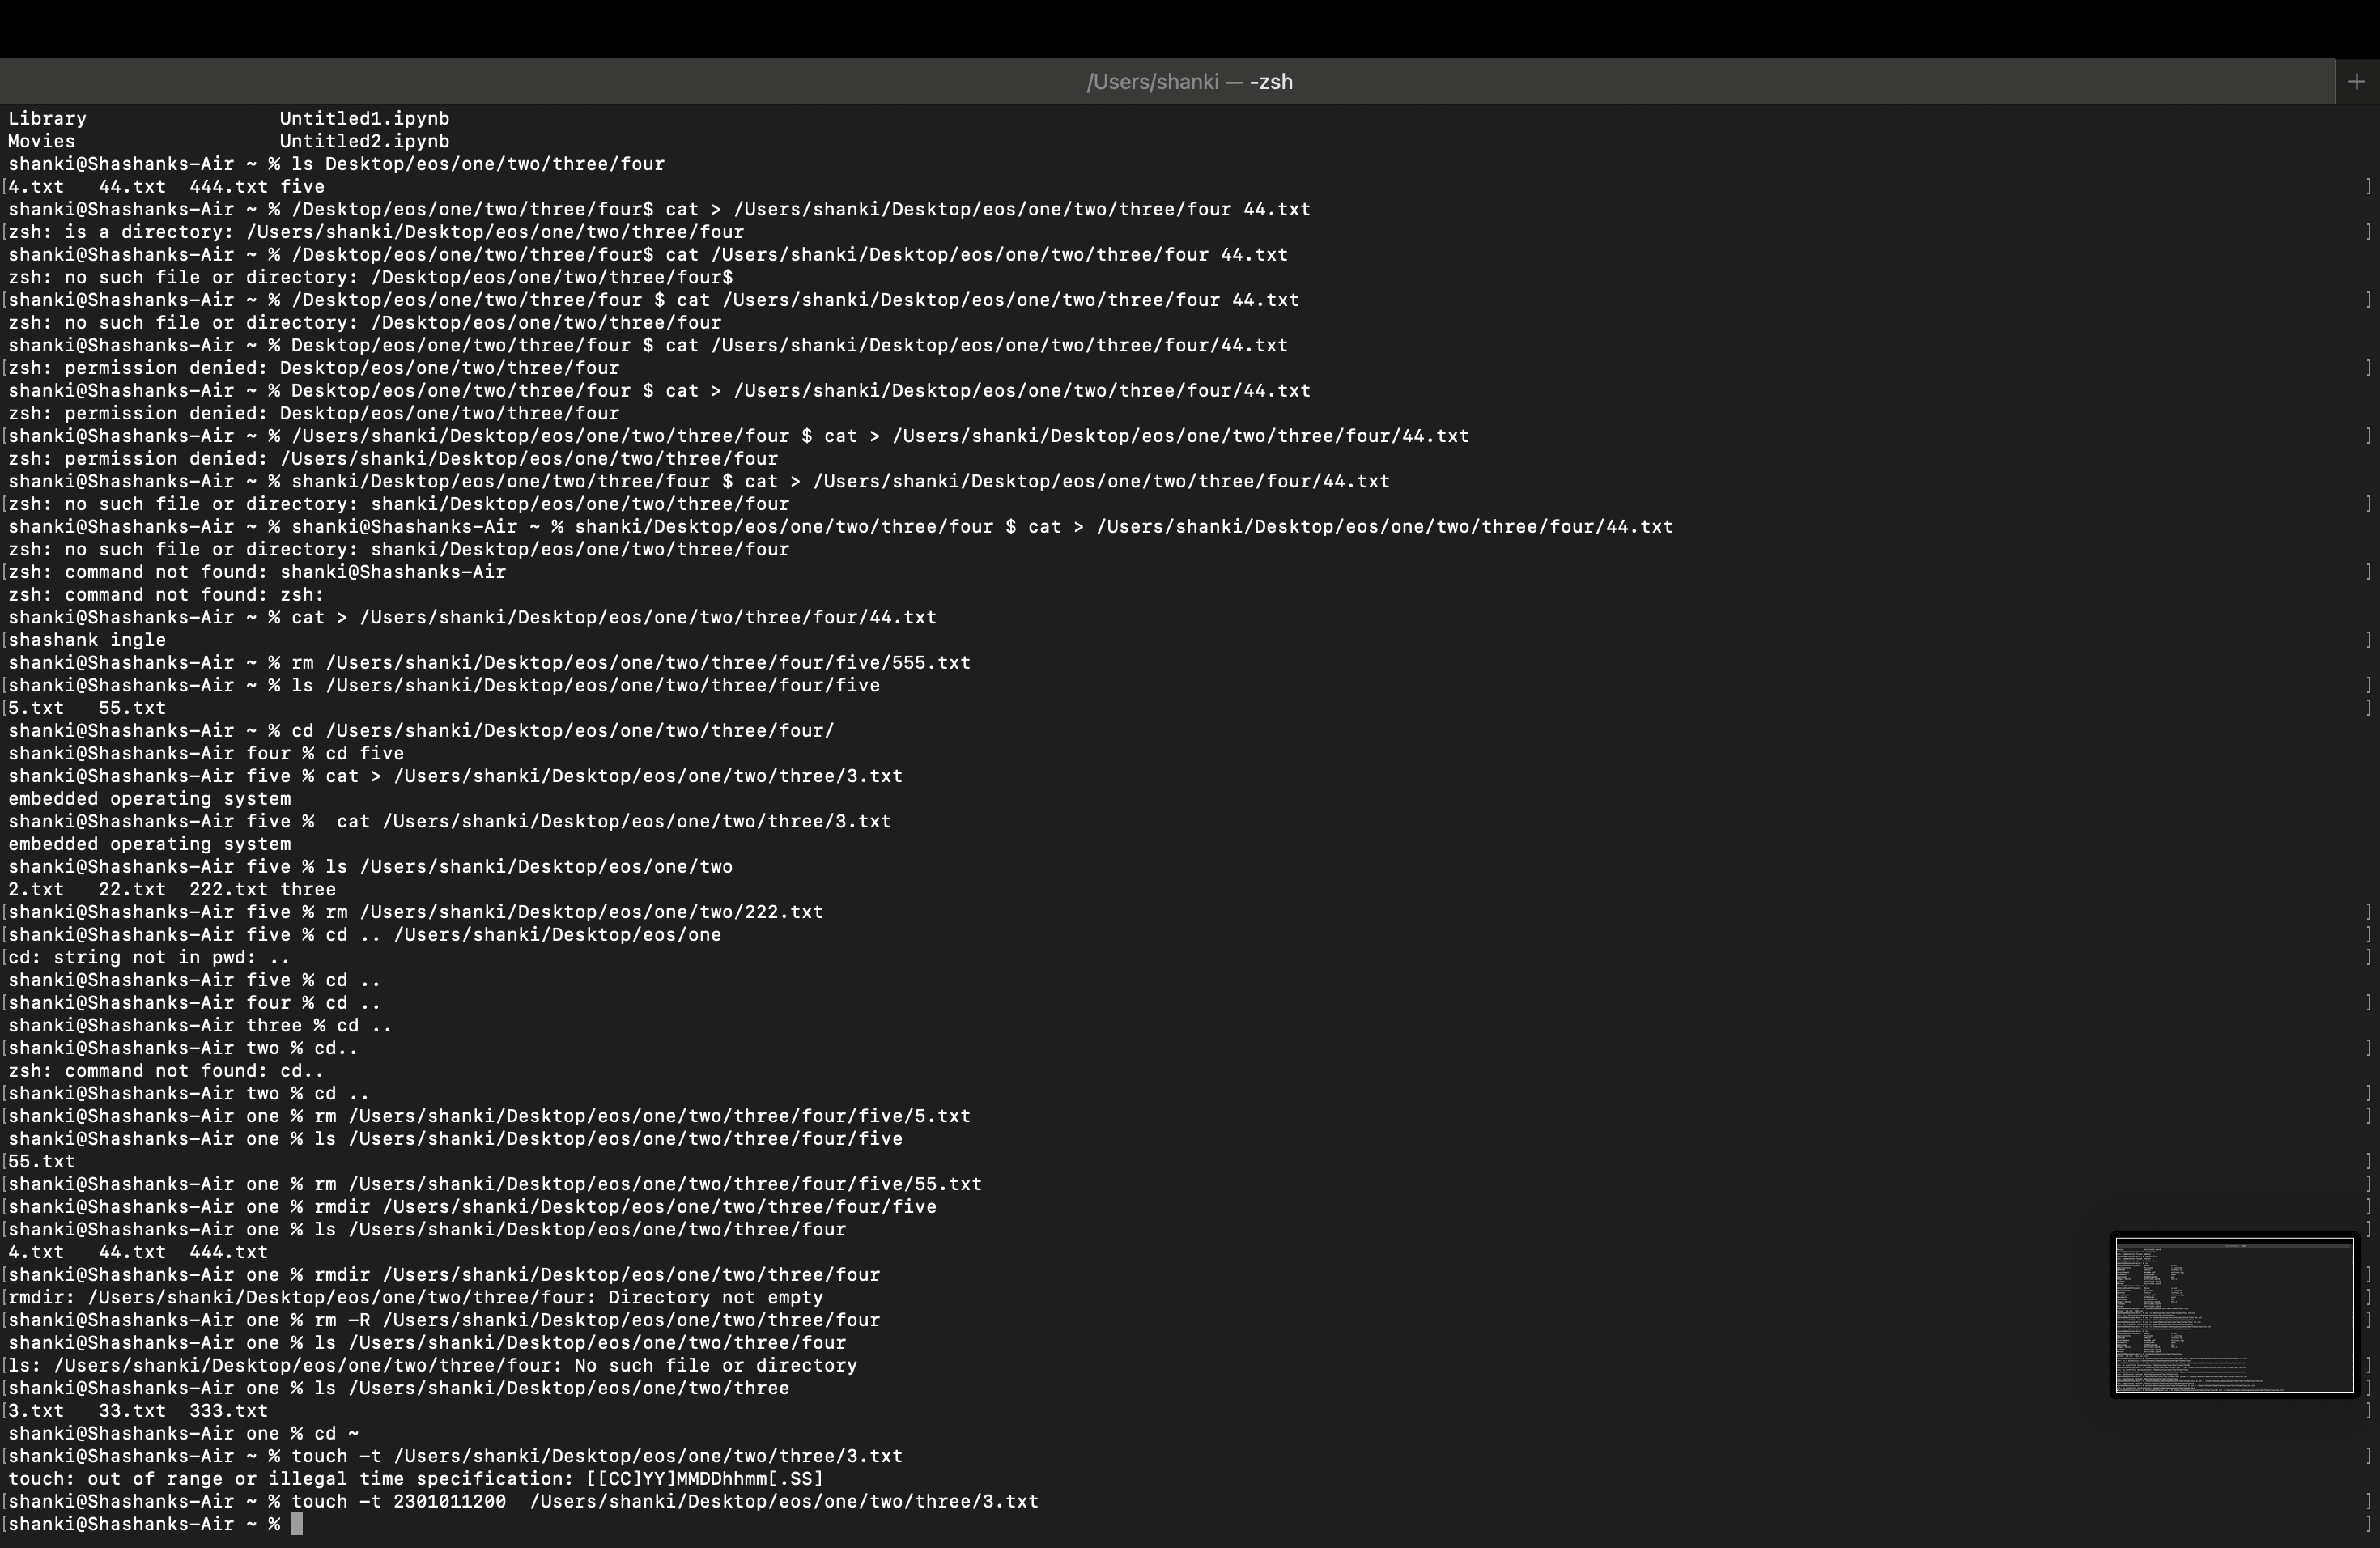 /Users/shanki — -zsh
+
Library                 Untitled1.ipynb
Movies                  Untitled2.ipynb
shanki@Shashanks-Air ~ % ls Desktop/eos/one/two/three/four
[4.txt   44.txt  444.txt five ]
shanki@Shashanks-Air ~ % /Desktop/eos/one/two/three/four$ cat > /Users/shanki/Desktop/eos/one/two/three/four 44.txt
[zsh: is a directory: /Users/shanki/Desktop/eos/one/two/three/four ]
shanki@Shashanks-Air ~ % /Desktop/eos/one/two/three/four$ cat /Users/shanki/Desktop/eos/one/two/three/four 44.txt
zsh: no such file or directory: /Desktop/eos/one/two/three/four$
[shanki@Shashanks-Air ~ % /Desktop/eos/one/two/three/four $ cat /Users/shanki/Desktop/eos/one/two/three/four 44.txt ]
zsh: no such file or directory: /Desktop/eos/one/two/three/four
shanki@Shashanks-Air ~ % Desktop/eos/one/two/three/four $ cat /Users/shanki/Desktop/eos/one/two/three/four/44.txt
[zsh: permission denied: Desktop/eos/one/two/three/four ]
shanki@Shashanks-Air ~ % Desktop/eos/one/two/three/four $ cat > /Users/shanki/Desktop/eos/one/two/three/four/44.txt
zsh: permission denied: Desktop/eos/one/two/three/four
[shanki@Shashanks-Air ~ % /Users/shanki/Desktop/eos/one/two/three/four $ cat > /Users/shanki/Desktop/eos/one/two/three/four/44.txt ]
zsh: permission denied: /Users/shanki/Desktop/eos/one/two/three/four
shanki@Shashanks-Air ~ % shanki/Desktop/eos/one/two/three/four $ cat > /Users/shanki/Desktop/eos/one/two/three/four/44.txt
[zsh: no such file or directory: shanki/Desktop/eos/one/two/three/four ]
shanki@Shashanks-Air ~ % shanki@Shashanks-Air ~ % shanki/Desktop/eos/one/two/three/four $ cat > /Users/shanki/Desktop/eos/one/two/three/four/44.txt
zsh: no such file or directory: shanki/Desktop/eos/one/two/three/four
[zsh: command not found: shanki@Shashanks-Air ]
zsh: command not found: zsh:
shanki@Shashanks-Air ~ % cat > /Users/shanki/Desktop/eos/one/two/three/four/44.txt
[shashank ingle ]
shanki@Shashanks-Air ~ % rm /Users/shanki/Desktop/eos/one/two/three/four/five/555.txt
[shanki@Shashanks-Air ~ % ls /Users/shanki/Desktop/eos/one/two/three/four/five ]
[5.txt   55.txt ]
shanki@Shashanks-Air ~ % cd /Users/shanki/Desktop/eos/one/two/three/four/
shanki@Shashanks-Air four % cd five
shanki@Shashanks-Air five % cat > /Users/shanki/Desktop/eos/one/two/three/3.txt
embedded operating system
shanki@Shashanks-Air five %  cat /Users/shanki/Desktop/eos/one/two/three/3.txt
embedded operating system
shanki@Shashanks-Air five % ls /Users/shanki/Desktop/eos/one/two
2.txt   22.txt  222.txt three
[shanki@Shashanks-Air five % rm /Users/shanki/Desktop/eos/one/two/222.txt ]
[shanki@Shashanks-Air five % cd .. /Users/shanki/Desktop/eos/one ]
[cd: string not in pwd: .. ]
shanki@Shashanks-Air five % cd ..
[shanki@Shashanks-Air four % cd .. ]
shanki@Shashanks-Air three % cd ..
[shanki@Shashanks-Air two % cd.. ]
zsh: command not found: cd..
[shanki@Shashanks-Air two % cd .. ]
[shanki@Shashanks-Air one % rm /Users/shanki/Desktop/eos/one/two/three/four/five/5.txt ]
shanki@Shashanks-Air one % ls /Users/shanki/Desktop/eos/one/two/three/four/five
[55.txt ]
[shanki@Shashanks-Air one % rm /Users/shanki/Desktop/eos/one/two/three/four/five/55.txt ]
[shanki@Shashanks-Air one % rmdir /Users/shanki/Desktop/eos/one/two/three/four/five ]
[shanki@Shashanks-Air one % ls /Users/shanki/Desktop/eos/one/two/three/four ]
4.txt   44.txt  444.txt
[shanki@Shashanks-Air one % rmdir /Users/shanki/Desktop/eos/one/two/three/four ]
[rmdir: /Users/shanki/Desktop/eos/one/two/three/four: Directory not empty ]
[shanki@Shashanks-Air one % rm -R /Users/shanki/Desktop/eos/one/two/three/four ]
shanki@Shashanks-Air one % ls /Users/shanki/Desktop/eos/one/two/three/four
[ls: /Users/shanki/Desktop/eos/one/two/three/four: No such file or directory ]
[shanki@Shashanks-Air one % ls /Users/shanki/Desktop/eos/one/two/three ]
[3.txt   33.txt  333.txt ]
shanki@Shashanks-Air one % cd ~
[shanki@Shashanks-Air ~ % touch -t /Users/shanki/Desktop/eos/one/two/three/3.txt ]
touch: out of range or illegal time specification: [[CC]YY]MMDDhhmm[.SS]
[shanki@Shashanks-Air ~ % touch -t 2301011200  /Users/shanki/Desktop/eos/one/two/three/3.txt ]
[shanki@Shashanks-Air ~ % ]